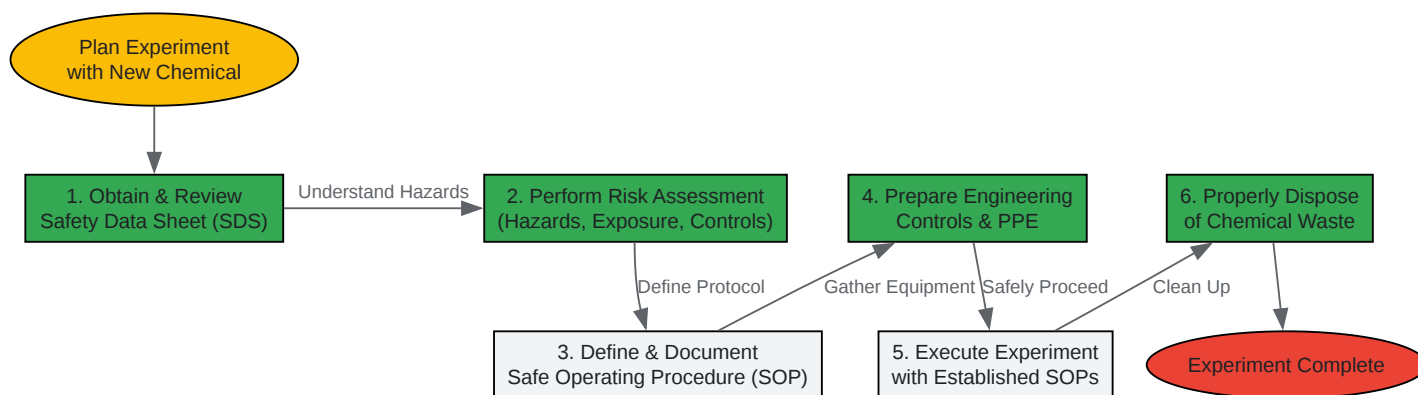 Plan Experiment
with New Chemical
1. Obtain & Review
Safety Data Sheet (SDS)
Understand Hazards
2. Perform Risk Assessment
(Hazards, Exposure, Controls)
Define Protocol
3. Define & Document
Safe Operating Procedure (SOP)
Gather Equipment
4. Prepare Engineering
Controls & PPE
Safely Proceed
5. Execute Experiment
with Established SOPs
Clean Up
6. Properly Dispose
of Chemical Waste
Experiment Complete